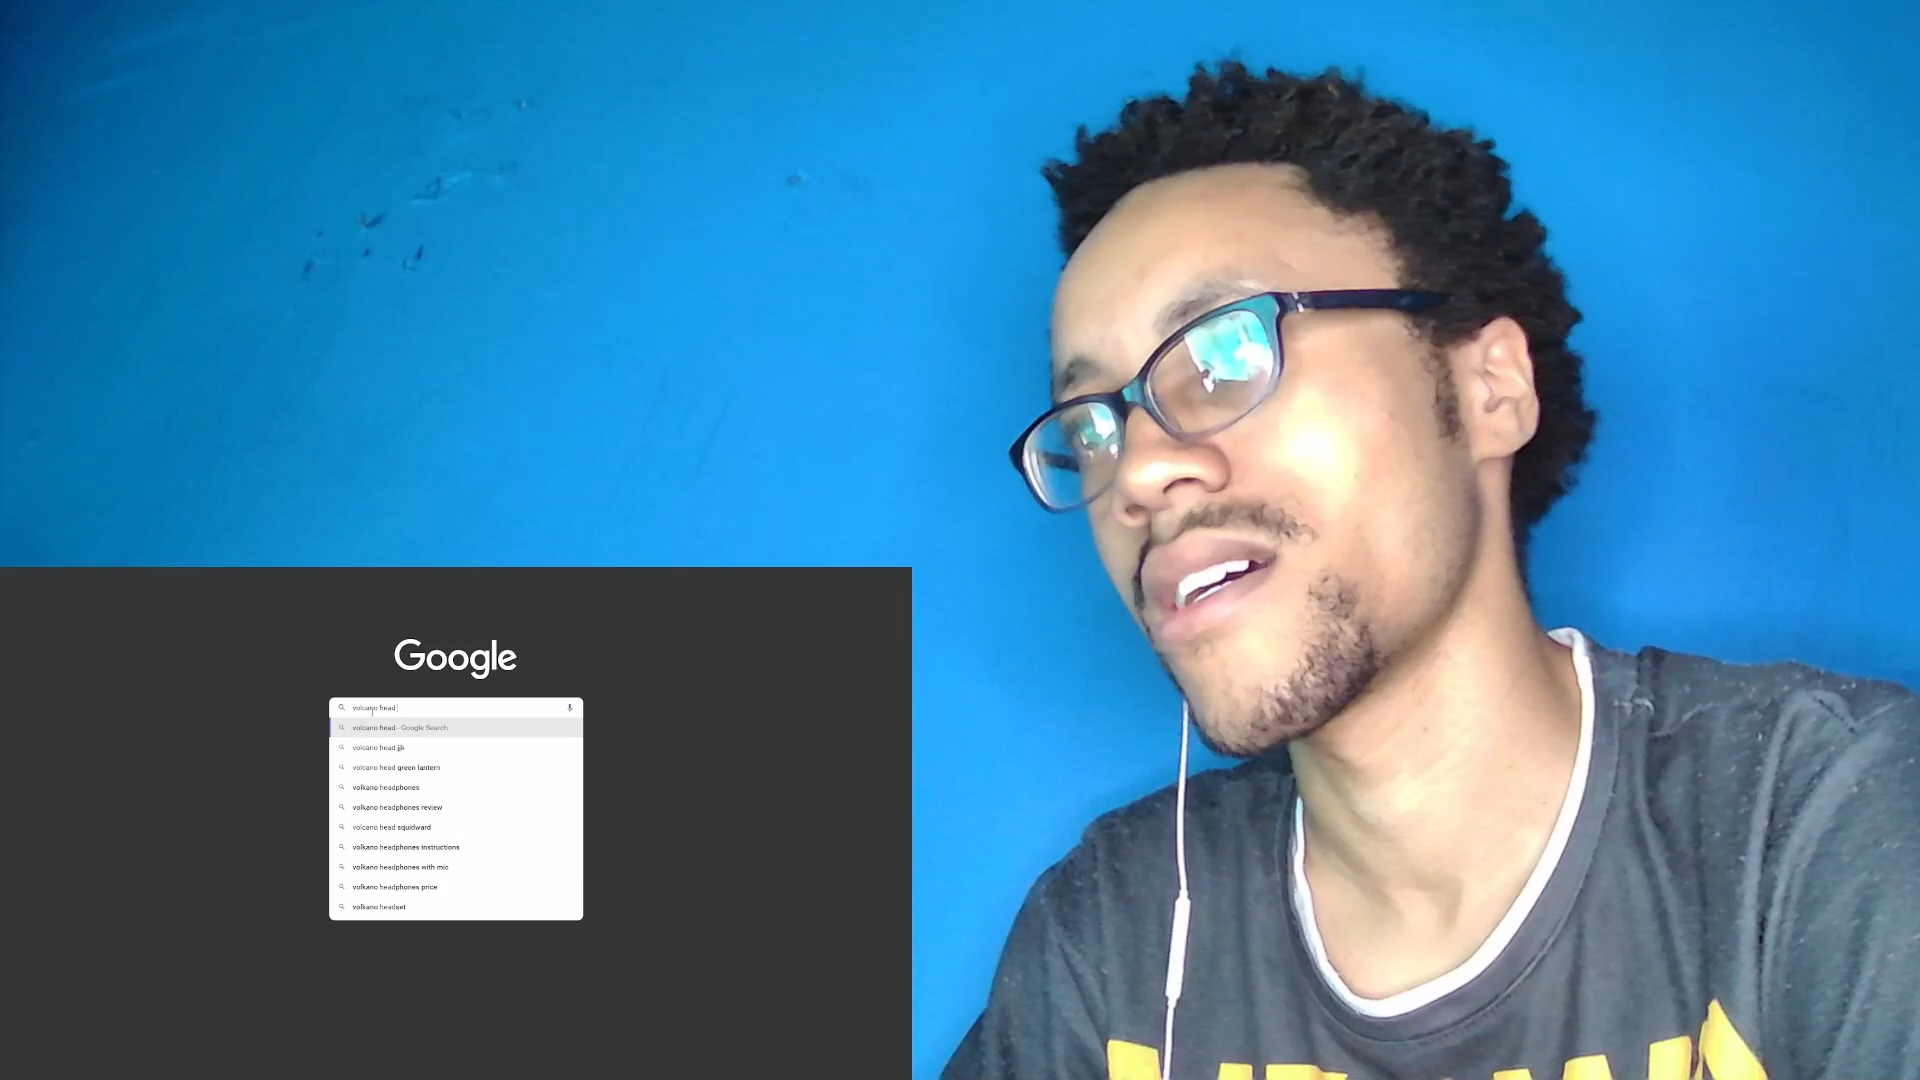 Google
volcano head
volcano head - Google Search
volcano head jjk
volcano head green lantern
volkano headphones
volkano headphones review
volcano head squidward
volkano headphones instructions
volkano headphones with mic
volkano headphones price
volkano headset